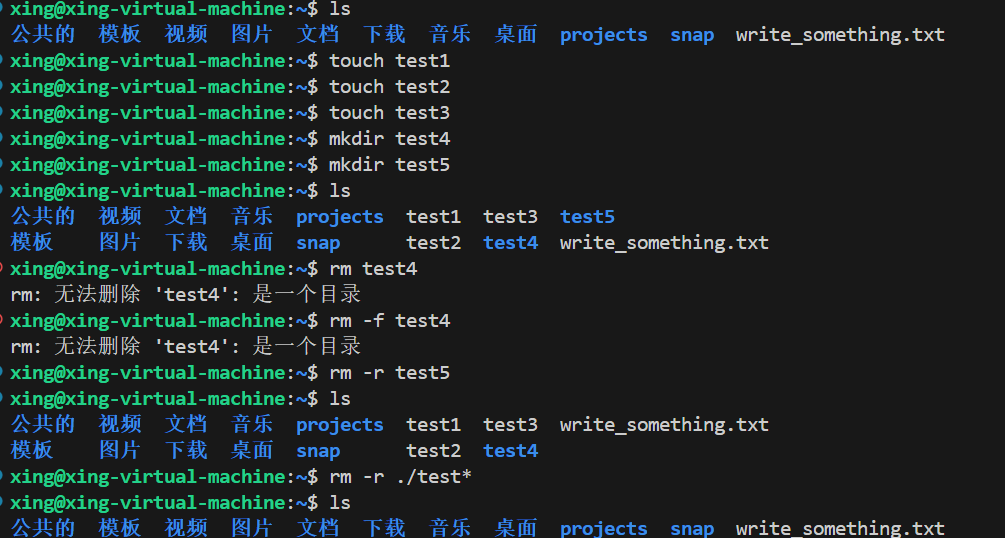 xing@xing-virtual-machine:~$ ls
公共的 模板 视频 图片 文档 下载 音乐 桌面 projects snap write_something.txt
xing@xing-virtual-machine:~$ touch test1
xing@xing-virtual-machine:~$ touch test2
xing@xing-virtual-machine:~$ touch test3
xing@xing-virtual-machine:~$ mkdir test4
xing@xing-virtual-machine:~$ mkdir test5
xing@xing-virtual-machine:~$ ls
公共的 视频 文档 音乐 projects test1 test3 test5
模板 图片 下载 桌面 snap test2 test4 write_something.txt
xing@xing-virtual-machine:~$ rm test4
rm: 无法删除 'test4': 是一个目录
xing@xing-virtual-machine:~$ rm -f test4
rm: 无法删除 'test4': 是一个目录
xing@xing-virtual-machine:~$ rm -r test5
xing@xing-virtual-machine:~$ ls
公共的 视频 文档 音乐 projects test1 test3 write_something.txt
模板 图片 下载 桌面 snap test2 test4
xing@xing-virtual-machine:~$ rm -r ./test*
xing@xing-virtual-machine:~$ ls
公共的 模板 视频 图片 文档 下载 音乐 桌面 projects snap write_something.txt